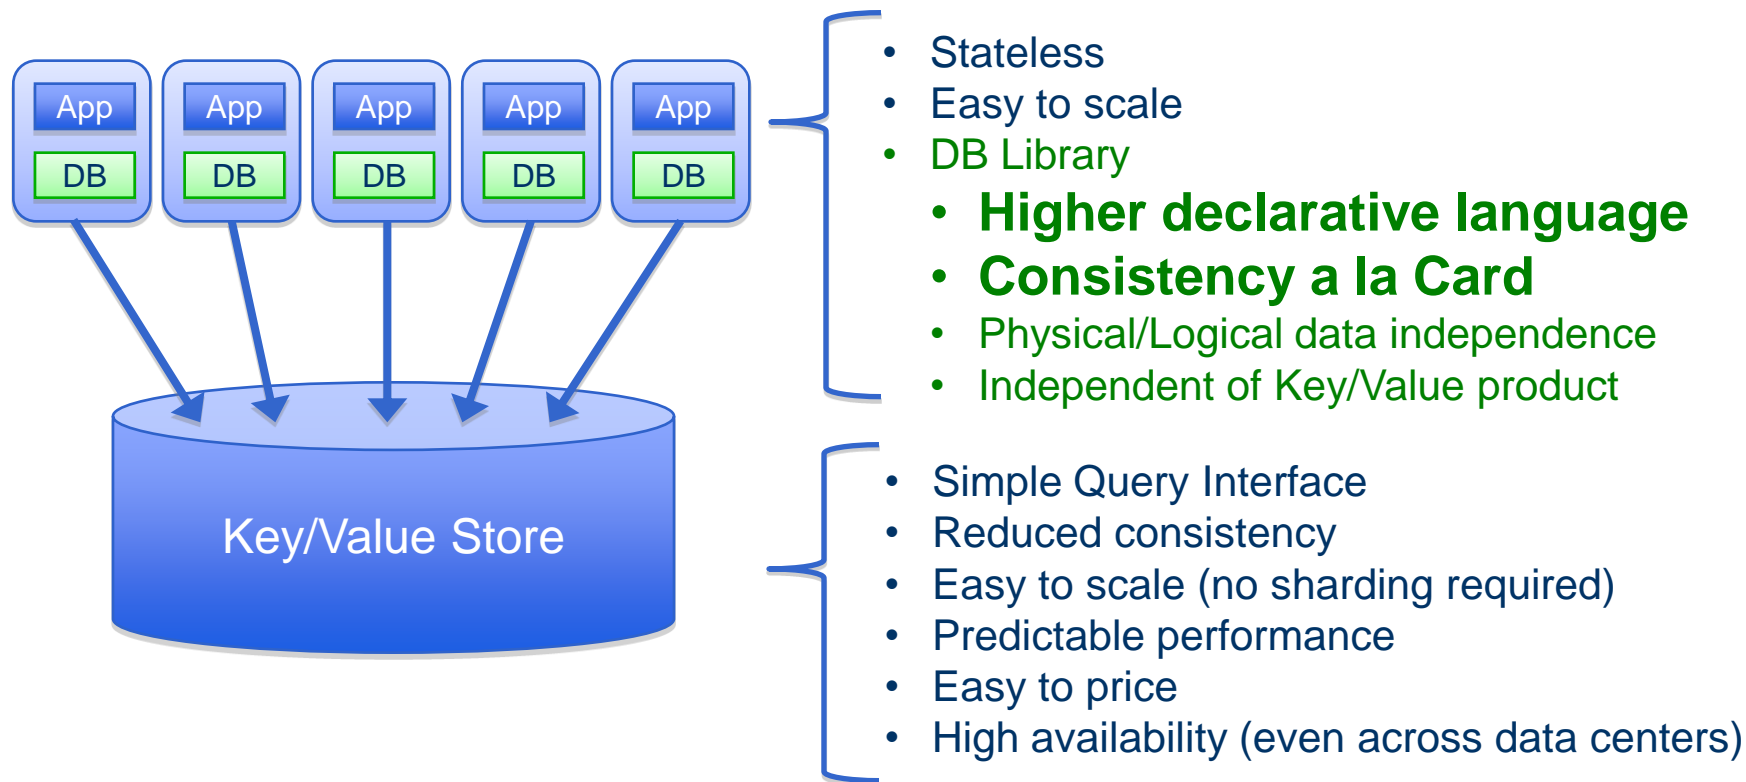 App App App App App
DB DB DB DB DB
Key/Value Store
• Stateless
• Easy to scale
• DB Library
• Higher declarative language
• Consistency a la Card
• Physical/Logical data independence
• Independent of Key/Value product
• Simple Query Interface
• Reduced consistency
• Easy to scale (no sharding required)
• Predictable performance
• Easy to price
• High availability (even across data centers)